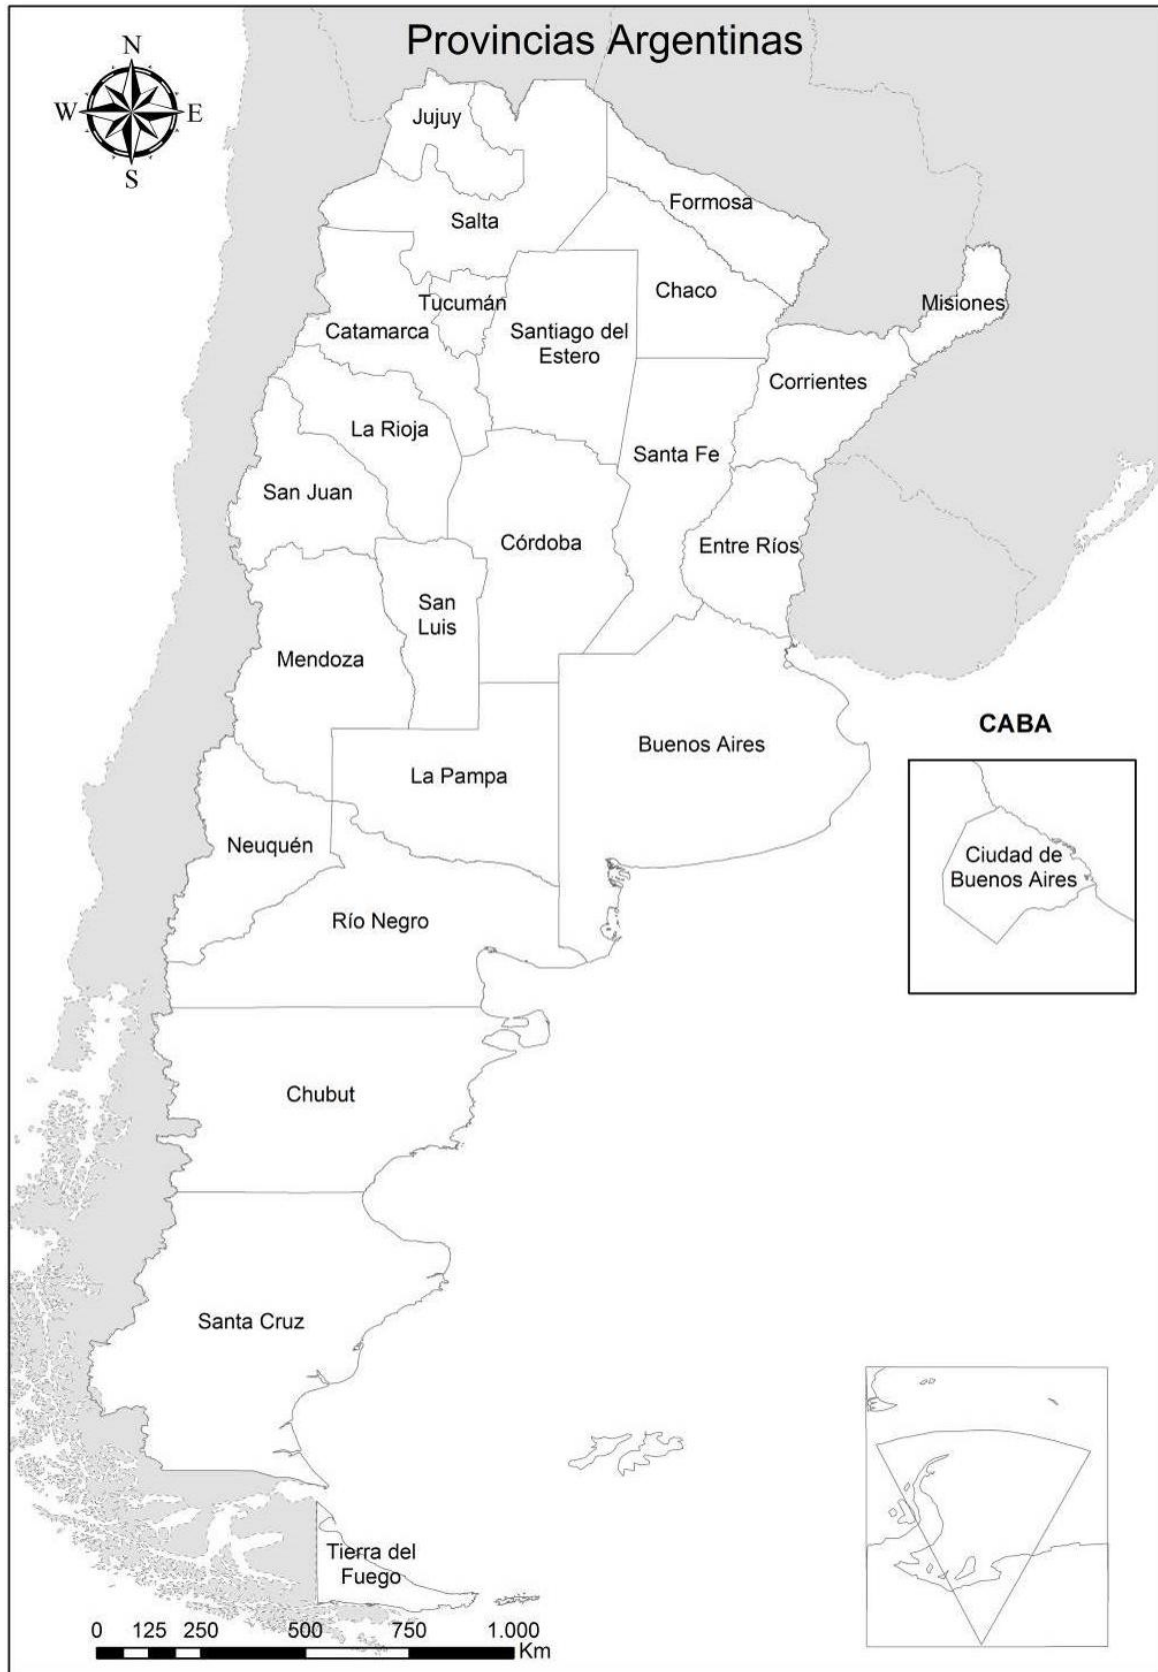 Provincias Argentinas
N
W
E
S
Jujuy
Formosa
Salta
Chaco
Misiones
Tucumán
Catamarca
Santiago del
Estero
Corrientes
La Rioja
Santa Fe
San Juan
Córdoba
Entre Ríos
San
Luis
Mendoza
CABA
Buenos Aires
La Pampa
Neuquén
Ciudad de
Buenos Aires
Río Negro
Chubut
Santa Cruz
Tierra del
Fuego
0 125 250 500 750 1.000
Km